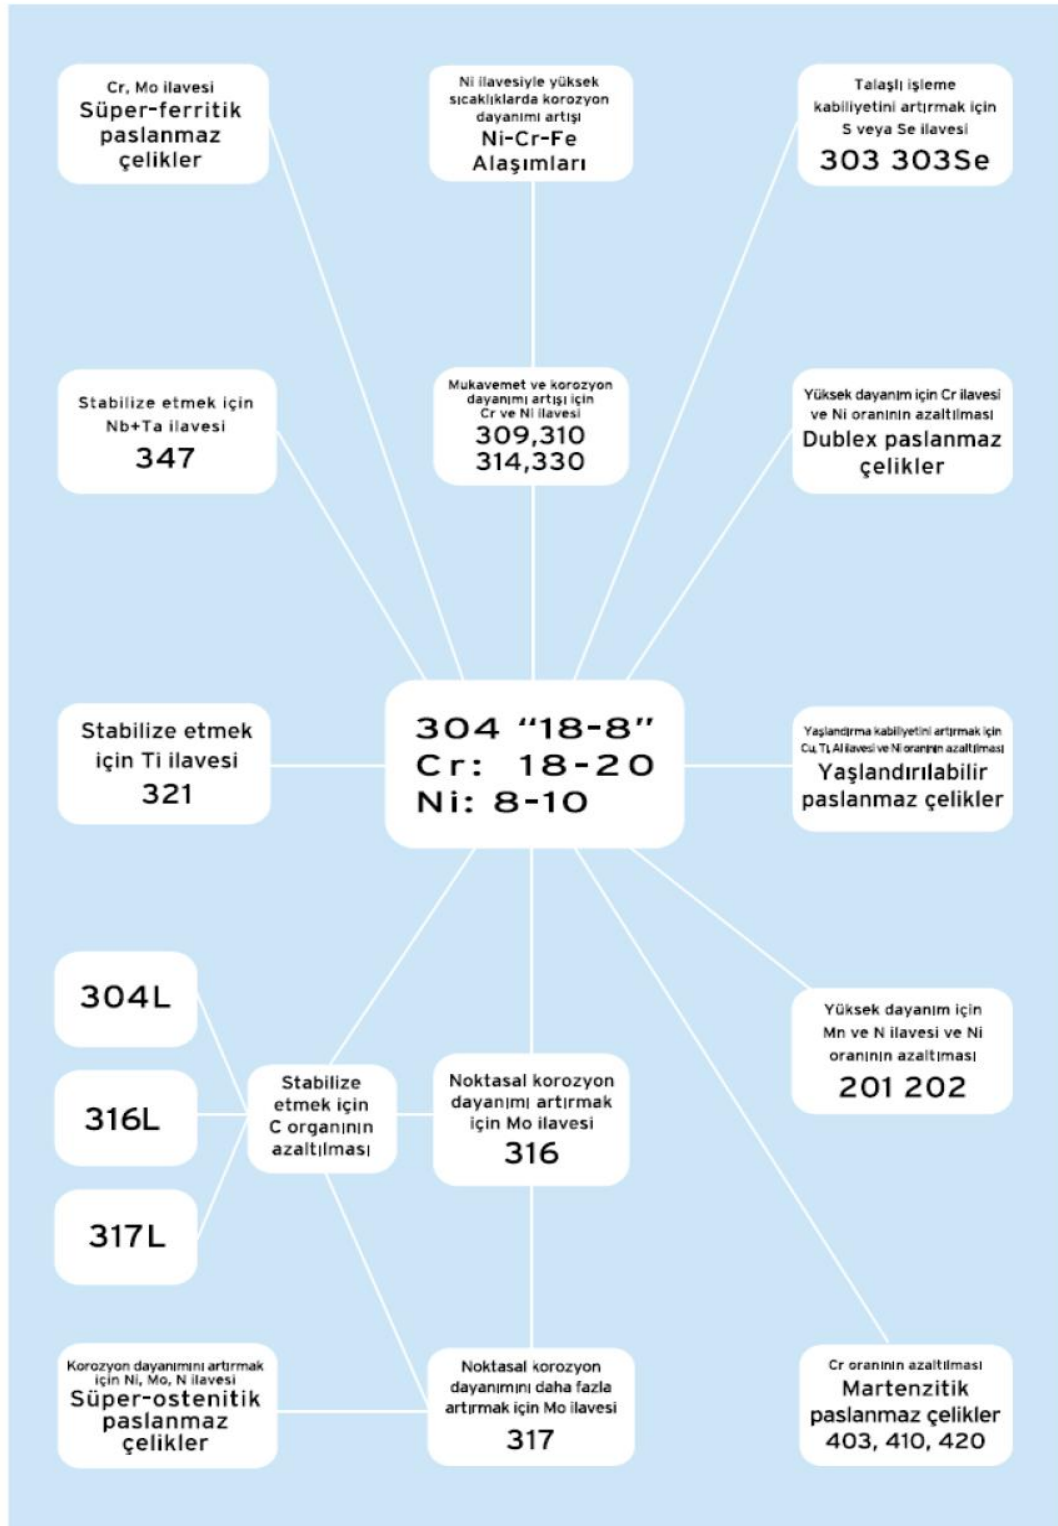 Cr, Mo ilavesi
Süper-ferritik
paslanmaz
çelikler
Ni ilavesiyle yüksek
sıcaklıklarda korozyon
dayanımı artışı
Ni-Cr-Fe
Alaşımları
Talaşlı işleme
kabiliyetini artırmak için
S veya Se ilavesi
303 303Se
Stabilize etmek için
Nb+Ta ilavesi
347
Mukavemet ve korozyon
dayanımı artışı için
Cr ve Ni ilavesi
309,310
314,330
Yüksek dayanım için Cr ilavesi
ve Ni oranının azaltılması
Dublex paslanmaz
çelikler
Stabilize etmek
için Ti ilavesi
321
304 “18-8”
Cr: 18-20
Ni: 8-10
Yaşlandırma kabiliyetini artırmak için
Cu, Ti, Al ilavesi ve Ni oranının azaltılması
Yaşlandırılabilir
paslanmaz çelikler
304L
316L
317L
Stabilize
etmek için
C organının
azaltılması
Noktasal korozyon
dayanımı artırmak
için Mo ilavesi
316
Yüksek dayanım için
Mn ve N ilavesi ve Ni
oranının azaltıması
201 202
Korozyon dayanımını artırmak
için Ni, Mo, N ilavesi
Süper-ostenitik
paslanmaz
çelikler
Noktasal korozyon
dayanımını daha fazla
artırmak için Mo ilavesi
317
Cr oranının azaltılması
Martenzitik
paslanmaz çelikler
403, 410, 420